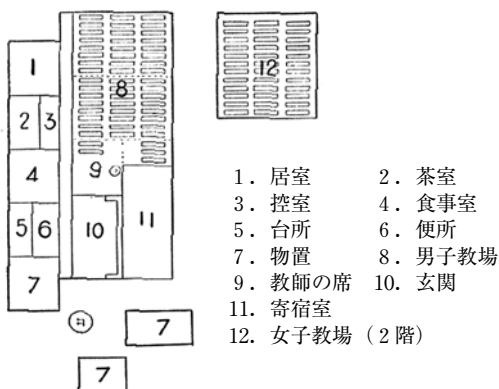 1
2 3
8
12
4
9
5 6
10
11
7
井
7
7
1．居室　2．茶室
3．控室　4．食事室
5．台所　6．便所
7．物置　8．男子教場
9．教師の席　10．玄関
11．寄宿室
12．女子教場（2階）